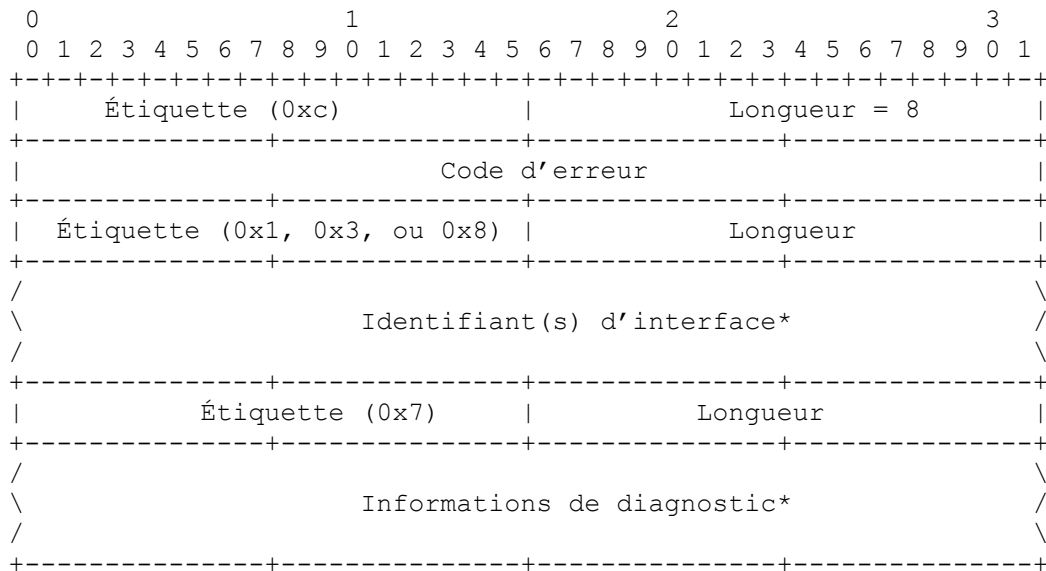 0                   1                   2                   3
 0 1 2 3 4 5 6 7 8 9 0 1 2 3 4 5 6 7 8 9 0 1 2 3 4 5 6 7 8 9 0 1
+-+-+-+-+-+-+-+-+-+-+-+-+-+-+-+-+-+-+-+-+-+-+-+-+-+-+-+-+-+-+-+-+
|     Étiquette (0xc)           |            Longueur = 8       |
+---------------+---------------+---------------+---------------+
|                          Code d’erreur                        |
+---------------+---------------+---------------+---------------+
|  Étiquette (0x1, 0x3, ou 0x8) |            Longueur           |
+---------------+---------------+---------------+---------------+
/                                                               \
\                     Identifiant(s) d’interface*               /
/                                                               \
+---------------+---------------+---------------+---------------+
|           Étiquette (0x7)     |          Longueur             |
+---------------+---------------+---------------+---------------+
/                                                               \
\                     Informations de diagnostic*               /
/                                                               \
+---------------+---------------+---------------+---------------+